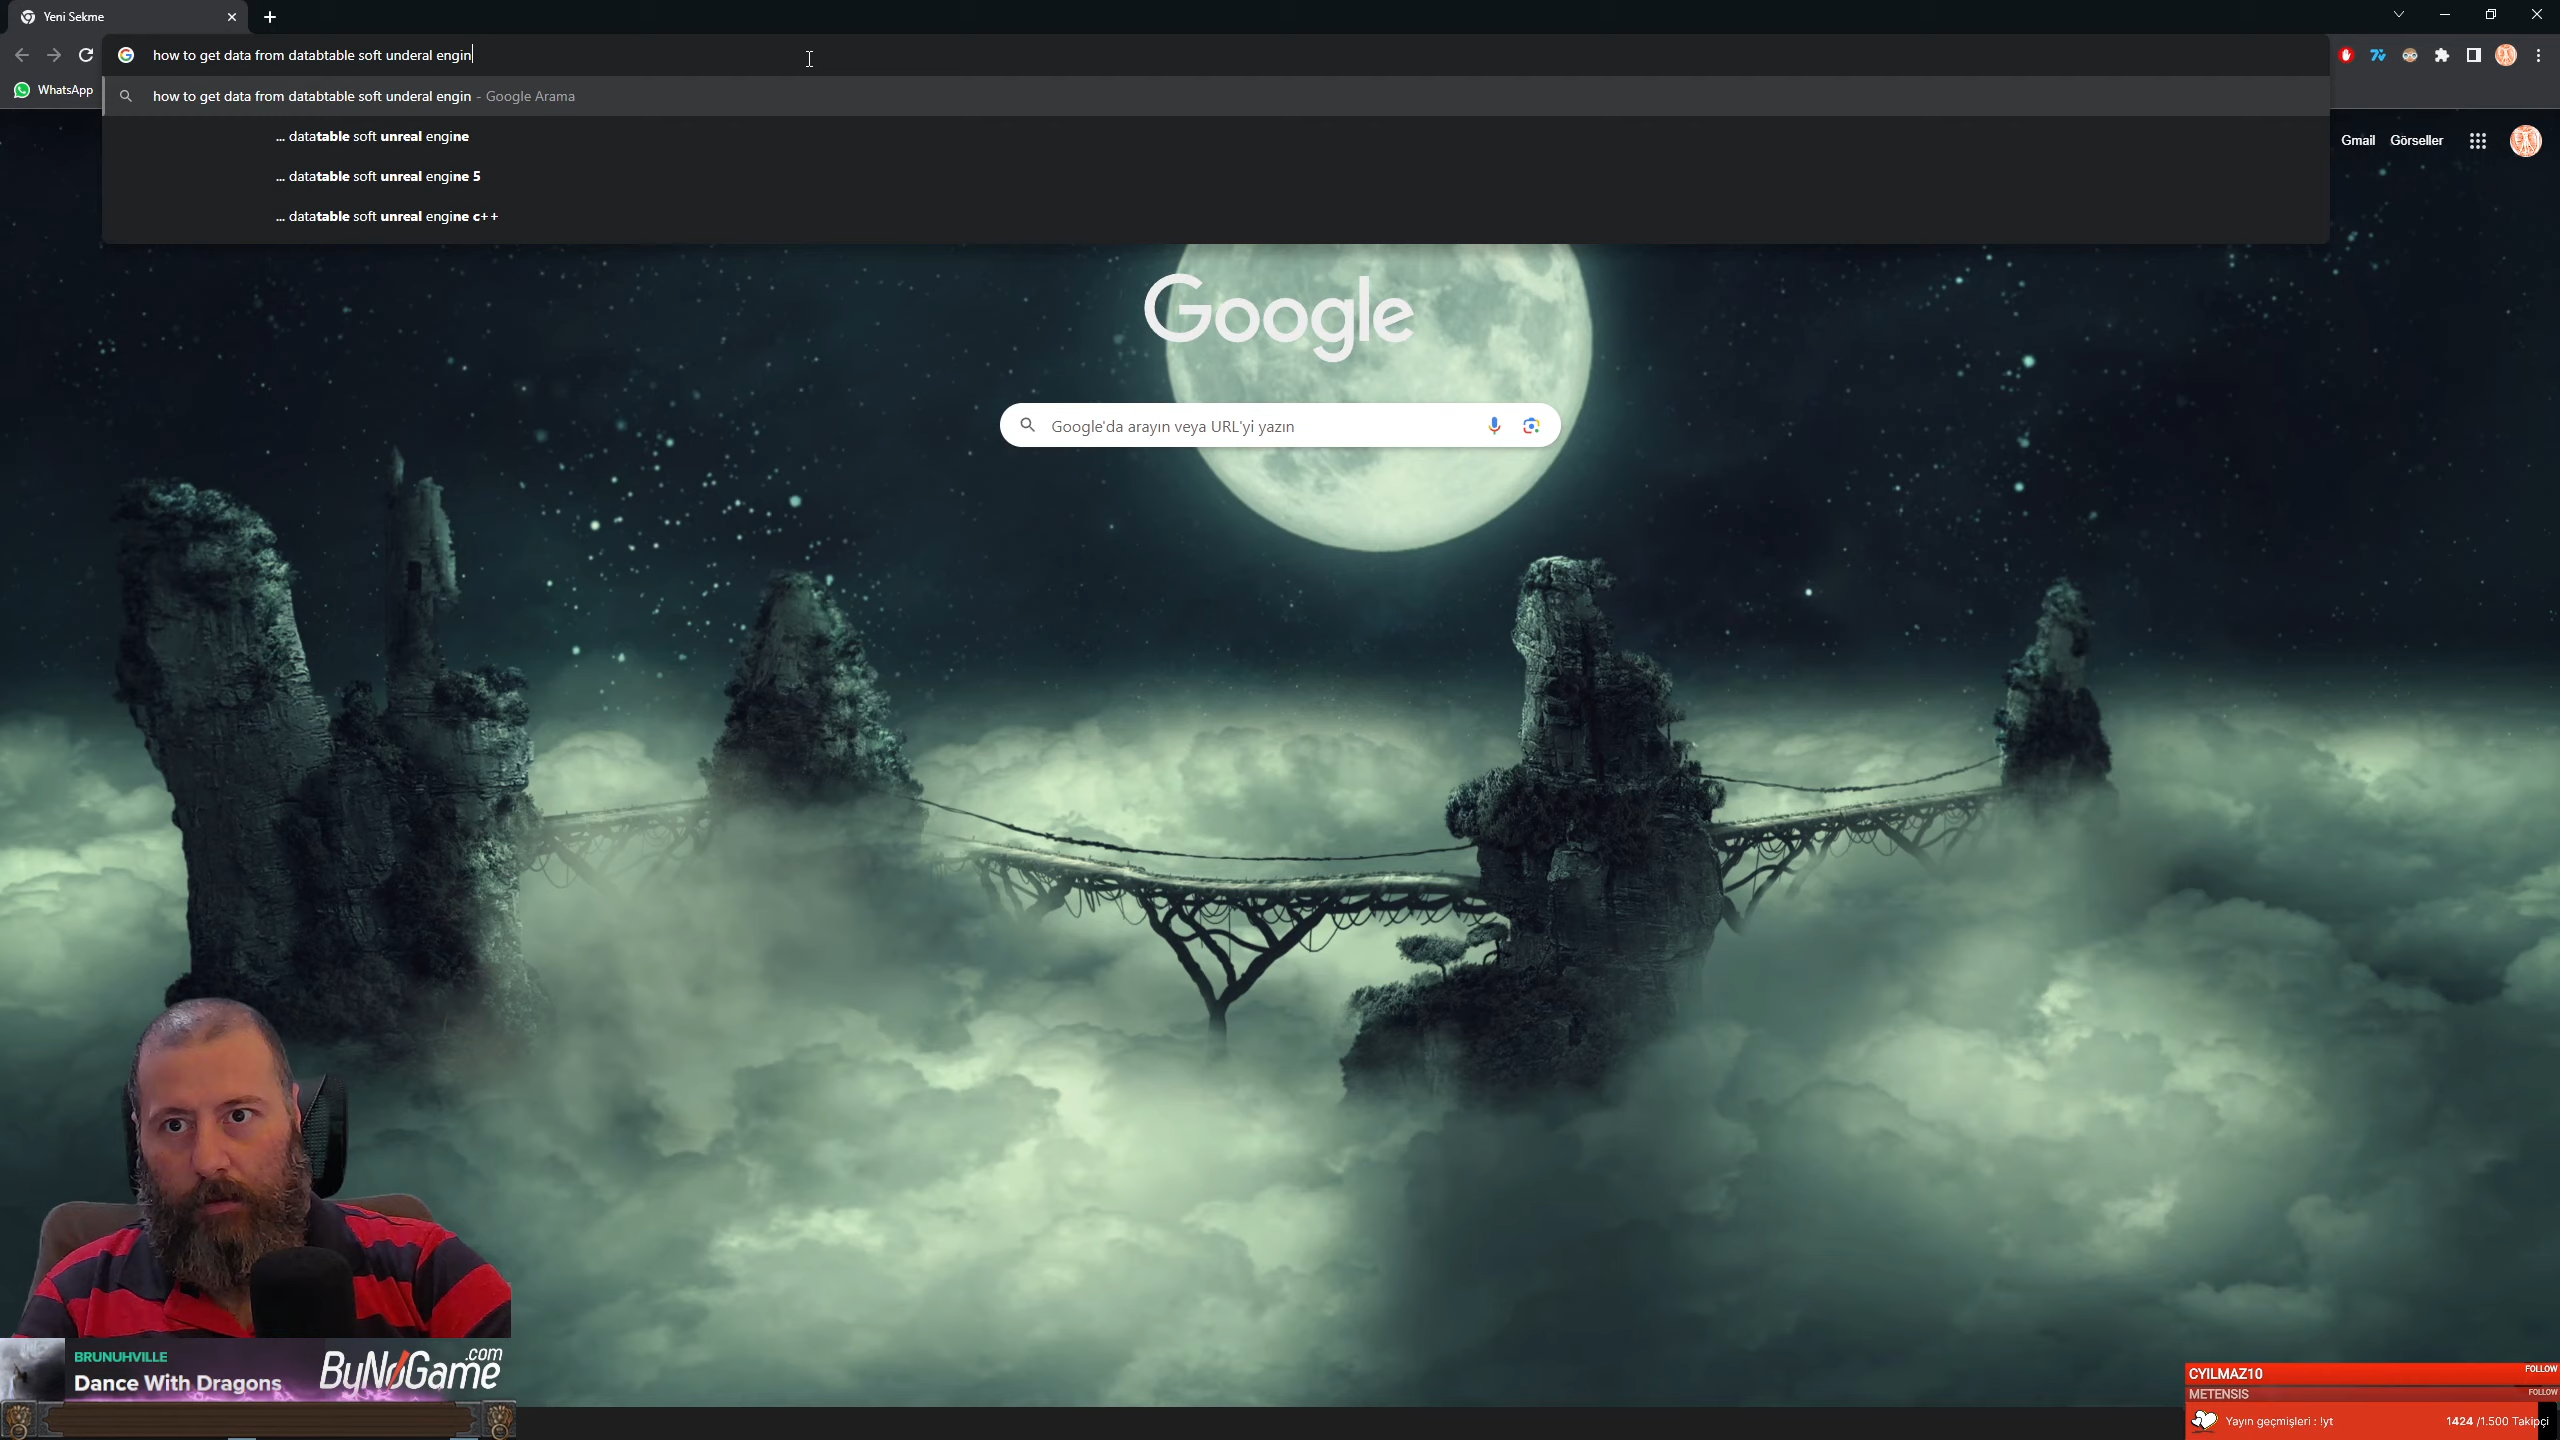 Yeni Sekme
how to get data from databtable soft underal engin
WhatsApp
how to get data from databtable soft underal engin - Google Arama
... datatable soft unreal engine
... datatable soft unreal engine 5
... datatable soft unreal engine c++
Gmail Görseller
Google
Google'da arayın veya URL'yi yazın
BRUNUHVILLE
Dance With Dragons
ByNoGame.com
CYILMAZ10 FOLLOW
METENSIS FOLLOW
Yayın geçmişleri : !yt 1424 /1.500 Takipçi